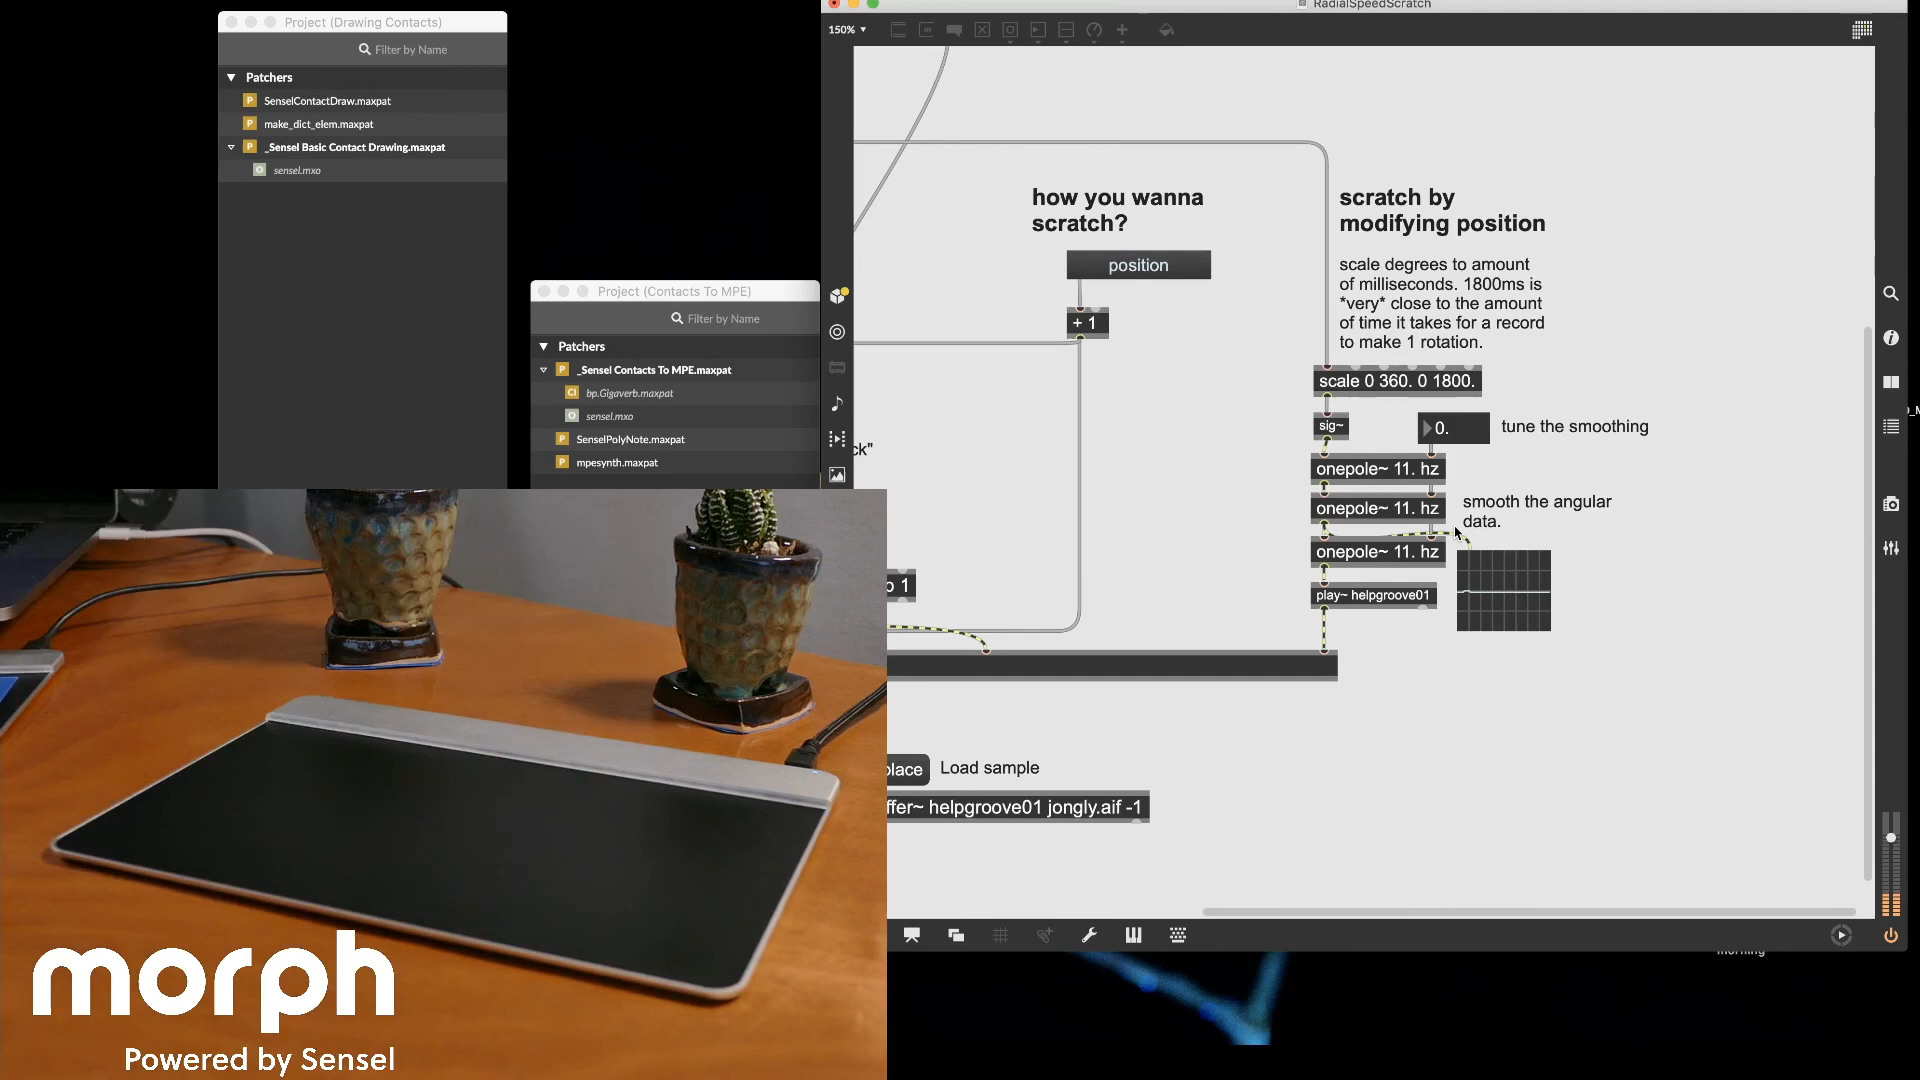 Project (Drawing Contacts)
Filter by Name
Patchers
SenselContactDraw.maxpat
make_dict_elem.maxpat
_Sensel Basic Contact Drawing.maxpat
sensel.mxo
Project (Contacts To MPE)
Filter by Name
Patchers
_Sensel Contacts To MPE.maxpat
bp.Gigaverb.maxpat
sensel.mxo
SenselPolyNote.maxpat
mpesynth.maxpat
RadialSpeedScratch
150%
how you wanna
scratch?
position
+ 1
ck"
o 1
scratch by
modifying position
scale degrees to amount
of milliseconds. 1800ms is
*very* close to the amount
of time it takes for a record
to make 1 rotation.
scale 0 360. 0 1800.
sig~
0.
tune the smoothing
onepole~ 11. hz
onepole~ 11. hz
smooth the angular
data.
onepole~ 11. hz
play~ helpgroove01
place
Load sample
ffer~ helpgroove01 jongly.aif -1
morph
Powered by Sensel